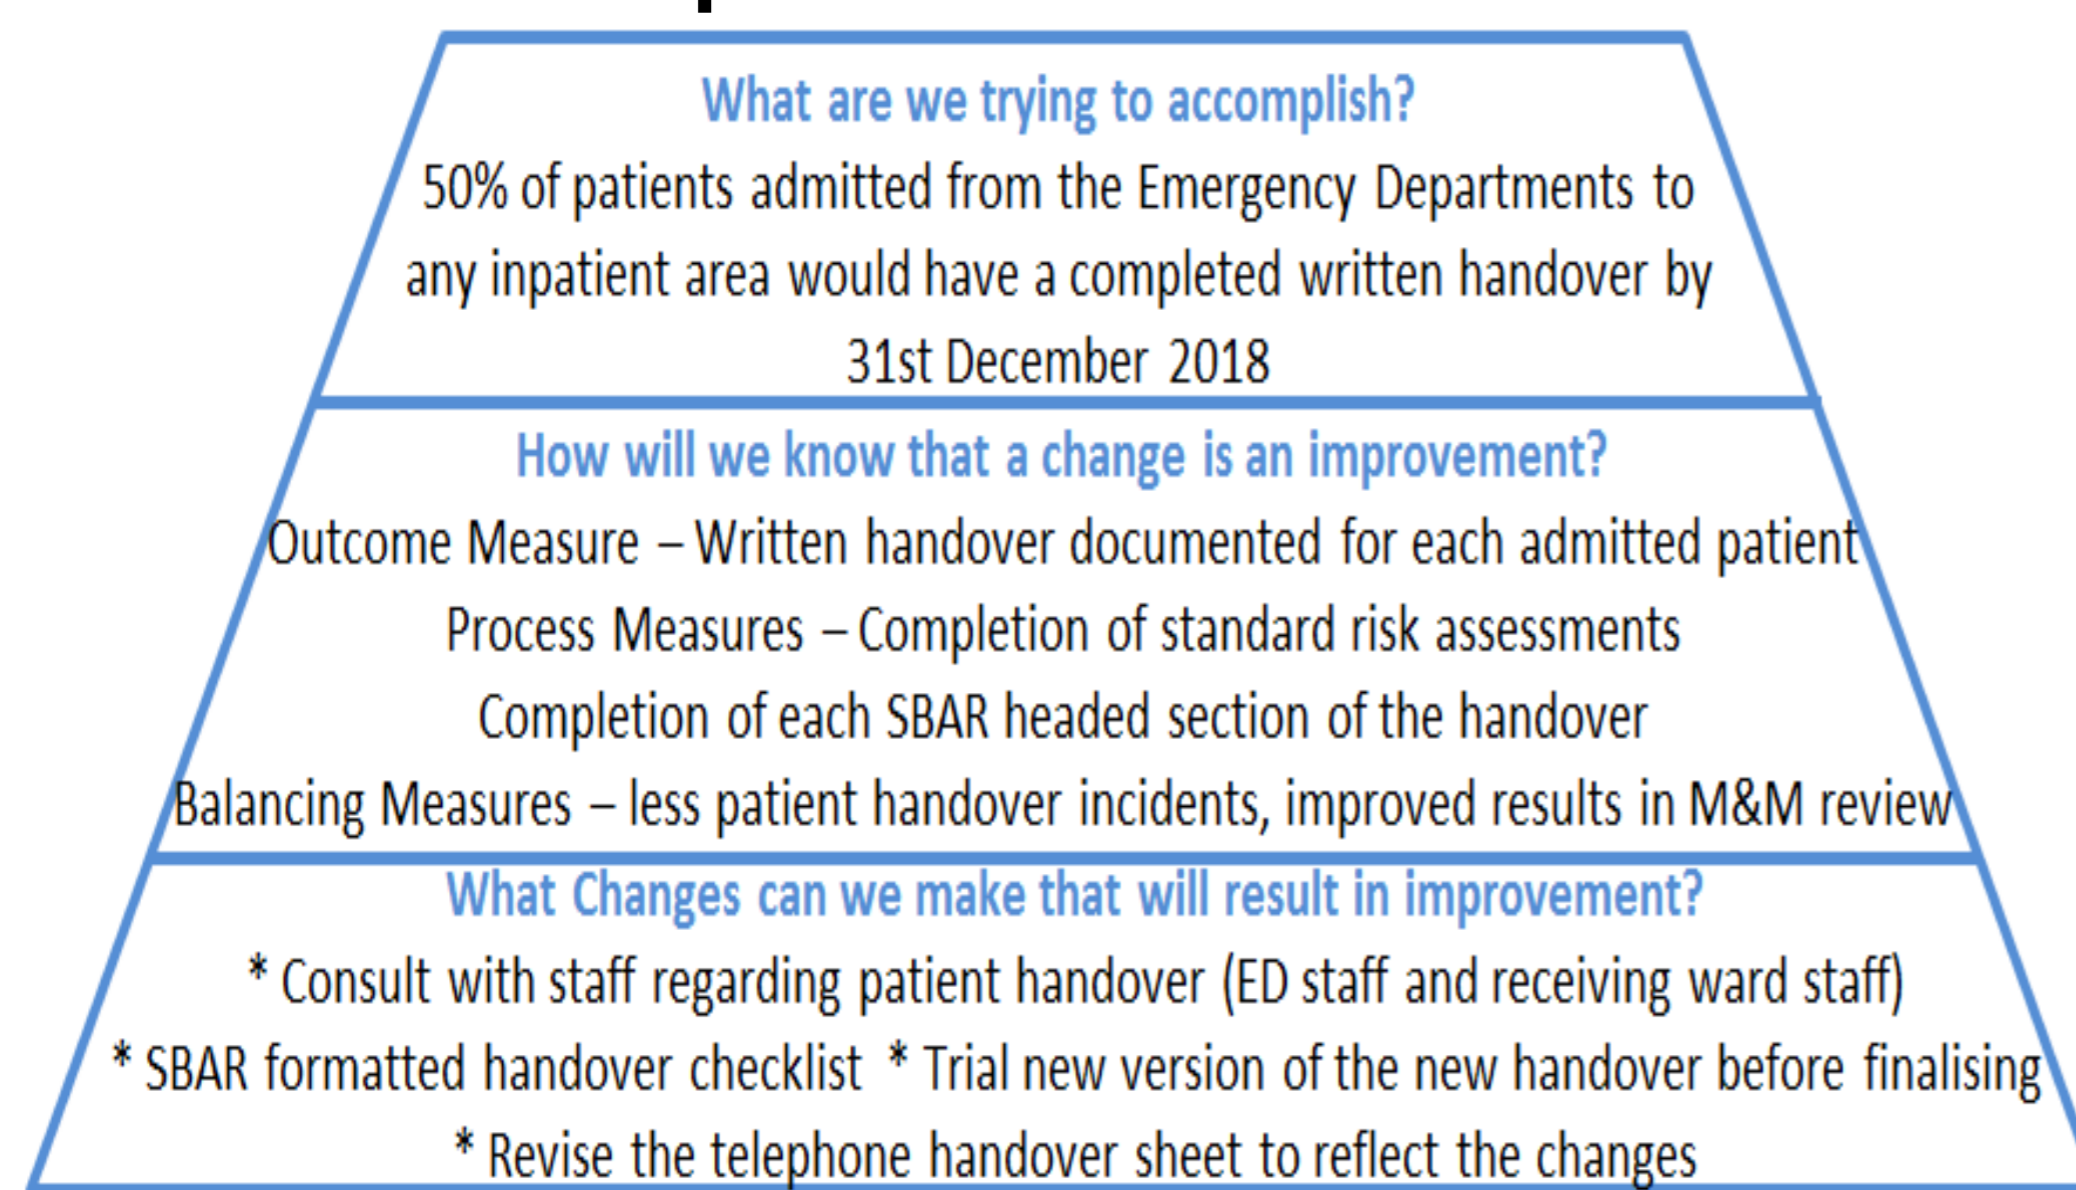 What are we trying to accomplish?
50% of patients admitted from the Emergency Departments to
any inpatient area would have a completed written handover by
31st December 2018
How will we know that a change is an improvement?
Outcome Measure – Written handover documented for each admitted patient
Process Measures – Completion of standard risk assessments
Completion of each SBAR headed section of the handover
Balancing Measures – less patient handover incidents, improved results in M&M review
What Changes can we make that will result in improvement?
* Consult with staff regarding patient handover (ED staff and receiving ward staff)
* SBAR formatted handover checklist * Trial new version of the new handover before finalising
* Revise the telephone handover sheet to reflect the changes